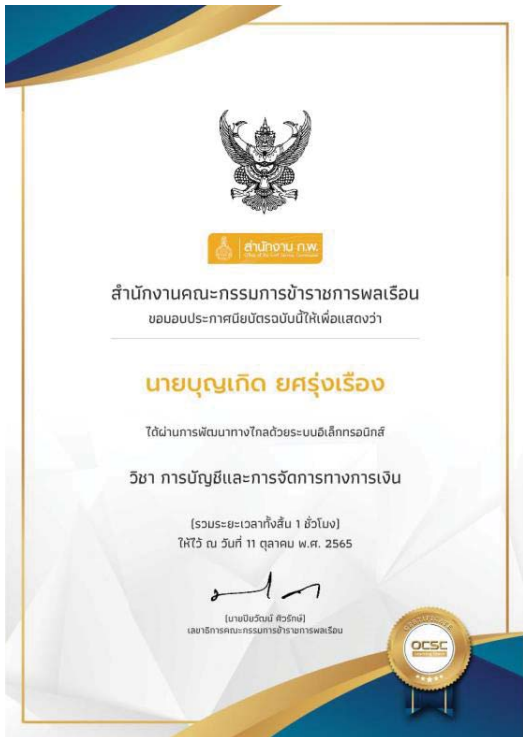 สำนักงาน ก.พ.
Office of the Civil Service Commission
สำนักงานคณะกรรมการข้าราชการพลเรือน
ขอมอบประกาศนียบัตรฉบับนี้ให้เพื่อแสดงว่า
นายบุญเกิด ยศรุ่งเรือง
ได้ผ่านการพัฒนาทางไกลด้วยระบบอิเล็กทรอนิกส์
วิชา การบัญชีและการจัดการทางการเงิน
(รวมระยะเวลาทั้งสิ้น 1 ชั่วโมง)
ให้ไว้ ณ วันที่ 11 ตุลาคม พ.ศ. 2565
(นายปิยวัฒน์ ศิวรักษ์)
เลขาธิการคณะกรรมการข้าราชการพลเรือน
CERTIFICATE
OCSC